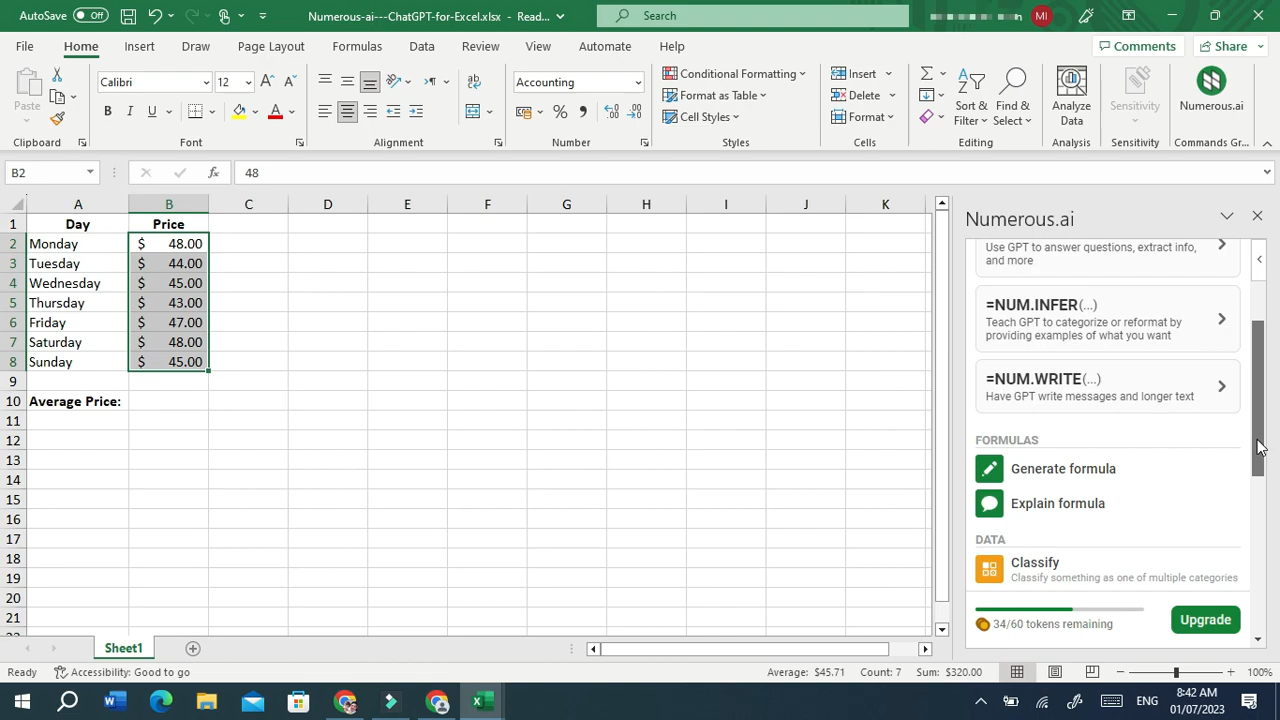 AutoSave Off Numerous-ai---ChatGPT-for-Excel.xlsx - Read... Search MI
File Home Insert Draw Page Layout Formulas Data Review View Automate Help Comments Share
Paste Calibri 12 B I U A A A ab Accounting $ % , Conditional Formatting Format as Table Cell Styles Insert Delete Format Sort & Filter Find & Select Analyze Data Sensitivity Numerous.ai
Clipboard Font Alignment Number Styles Cells Editing Analysis Sensitivity Commands Gr...
B2 fx 48
A B C D E F G H I J K
1 Day Price
2 Monday $ 48.00
3 Tuesday $ 44.00
4 Wednesday $ 45.00
5 Thursday $ 43.00
6 Friday $ 47.00
7 Saturday $ 48.00
8 Sunday $ 45.00
9
10 Average Price:
11
12
13
14
15
16
17
18
19
20
21
Numerous.ai
Use GPT to answer questions, extract info,
and more
=NUM.INFER(...)
Teach GPT to categorize or reformat by
providing examples of what you want
=NUM.WRITE(...)
Have GPT write messages and longer text
FORMULAS
Generate formula
Explain formula
DATA
Classify
Classify something as one of multiple categories
34/60 tokens remaining Upgrade
Sheet1
Ready Accessibility: Good to go Average: $45.71 Count: 7 Sum: $320.00 100%
ENG 8:42 AM
01/07/2023